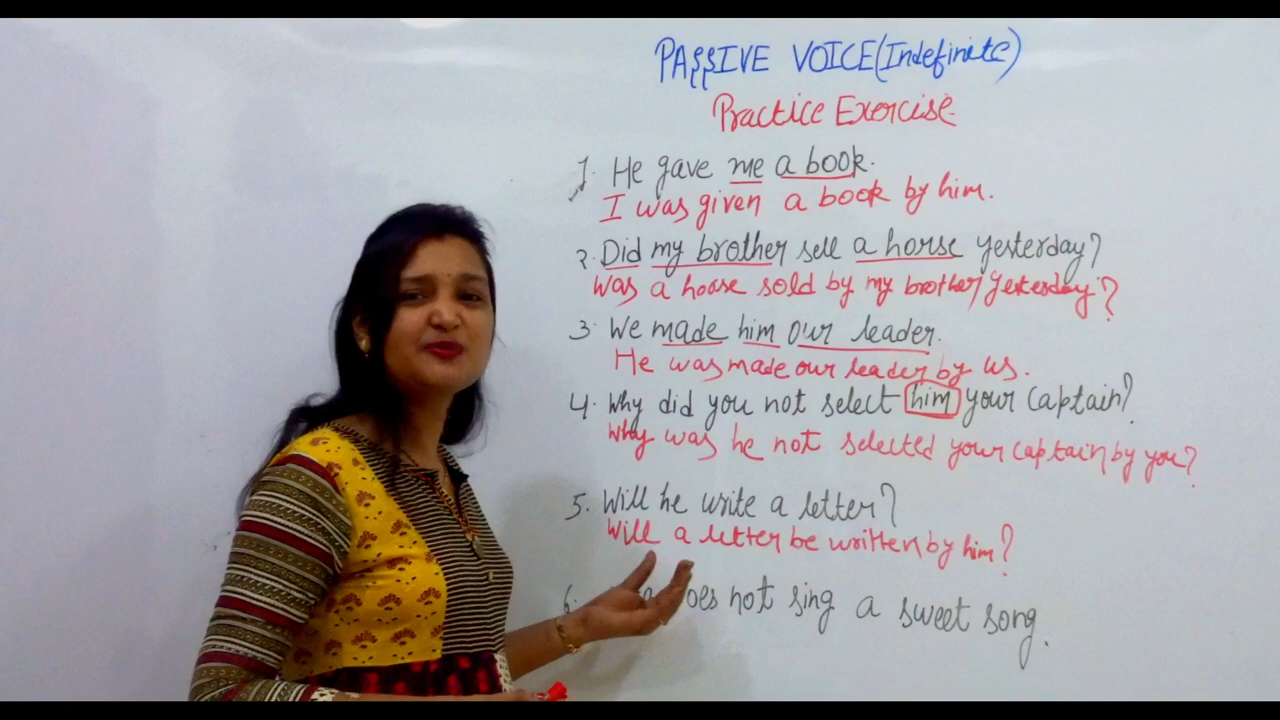 PASSIVE VOICE (Indefinite)
Practice Exercise
1. He gave me a book.
I was given a book by him.
2. Did my brother sell a horse yesterday?
Was a horse sold by my brother yesterday?
3. We made him our leader.
He was made our leader by us.
4. Why did you not select him your captain?
Why was he not selected your captain by you?
5. Will he write a letter?
Will a letter be written by him?
6. not sing a sweet song.